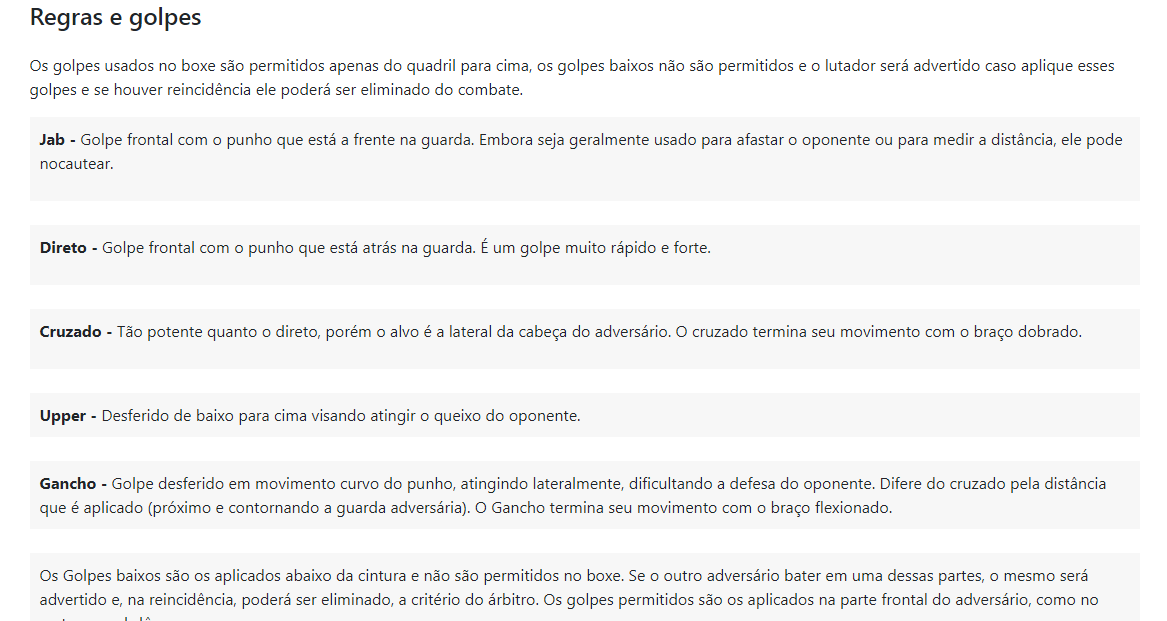 Regras e golpes
Os golpes usados no boxe são permitidos apenas do quadril para cima, os golpes baixos não são permitidos e o lutador será advertido caso aplique esses
golpes e se houver reincidência ele poderá ser eliminado do combate.
Jab - Golpe frontal com o punho que está a frente na guarda. Embora seja geralmente usado para afastar o oponente ou para medir a distância, ele pode
nocautear.
Direto - Golpe frontal com o punho que está atrás na guarda. É um golpe muito rápido e forte.
Cruzado - Tão potente quanto o direto, porém o alvo é a lateral da cabeça do adversário. O cruzado termina seu movimento com o braço dobrado.
Upper - Desferido de baixo para cima visando atingir o queixo do oponente.
Gancho - Golpe desferido em movimento curvo do punho, atingindo lateralmente, dificultando a defesa do oponente. Difere do cruzado pela distância
que é aplicado (próximo e contornando a guarda adversária). O Gancho termina seu movimento com o braço flexionado.
Os Golpes baixos são os aplicados abaixo da cintura e não são permitidos no boxe. Se o outro adversário bater em uma dessas partes, o mesmo será
advertido e, na reincidência, poderá ser eliminado, a critério do árbitro. Os golpes permitidos são os aplicados na parte frontal do adversário, como no